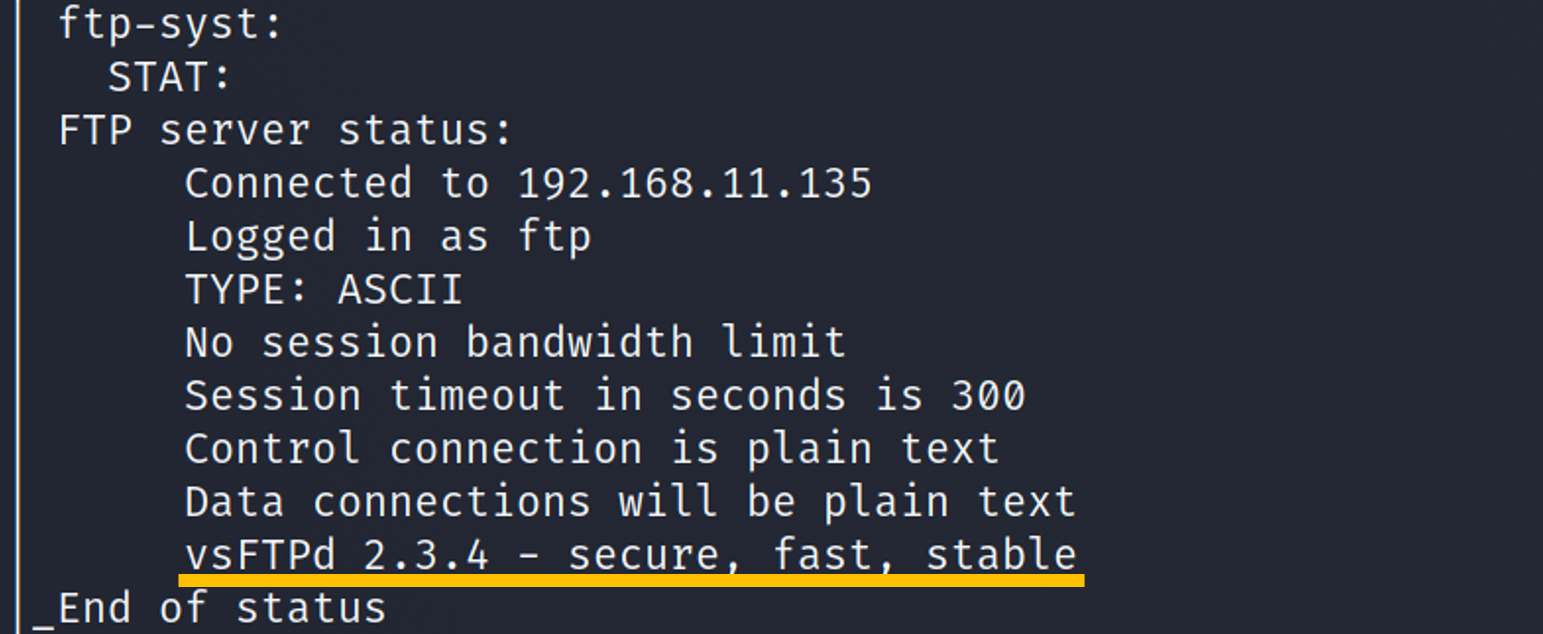 ftp-syst:
STAT:
FTP server status:
Connected to 192.168.11.135
Logged in as ftp
TYPE: ASCII
No session bandwidth limit
Session timeout in seconds is 300
Control connection is plain text
Data connections will be plain text
vsFTPd 2.3.4 - secure, fast, stable
_End of status